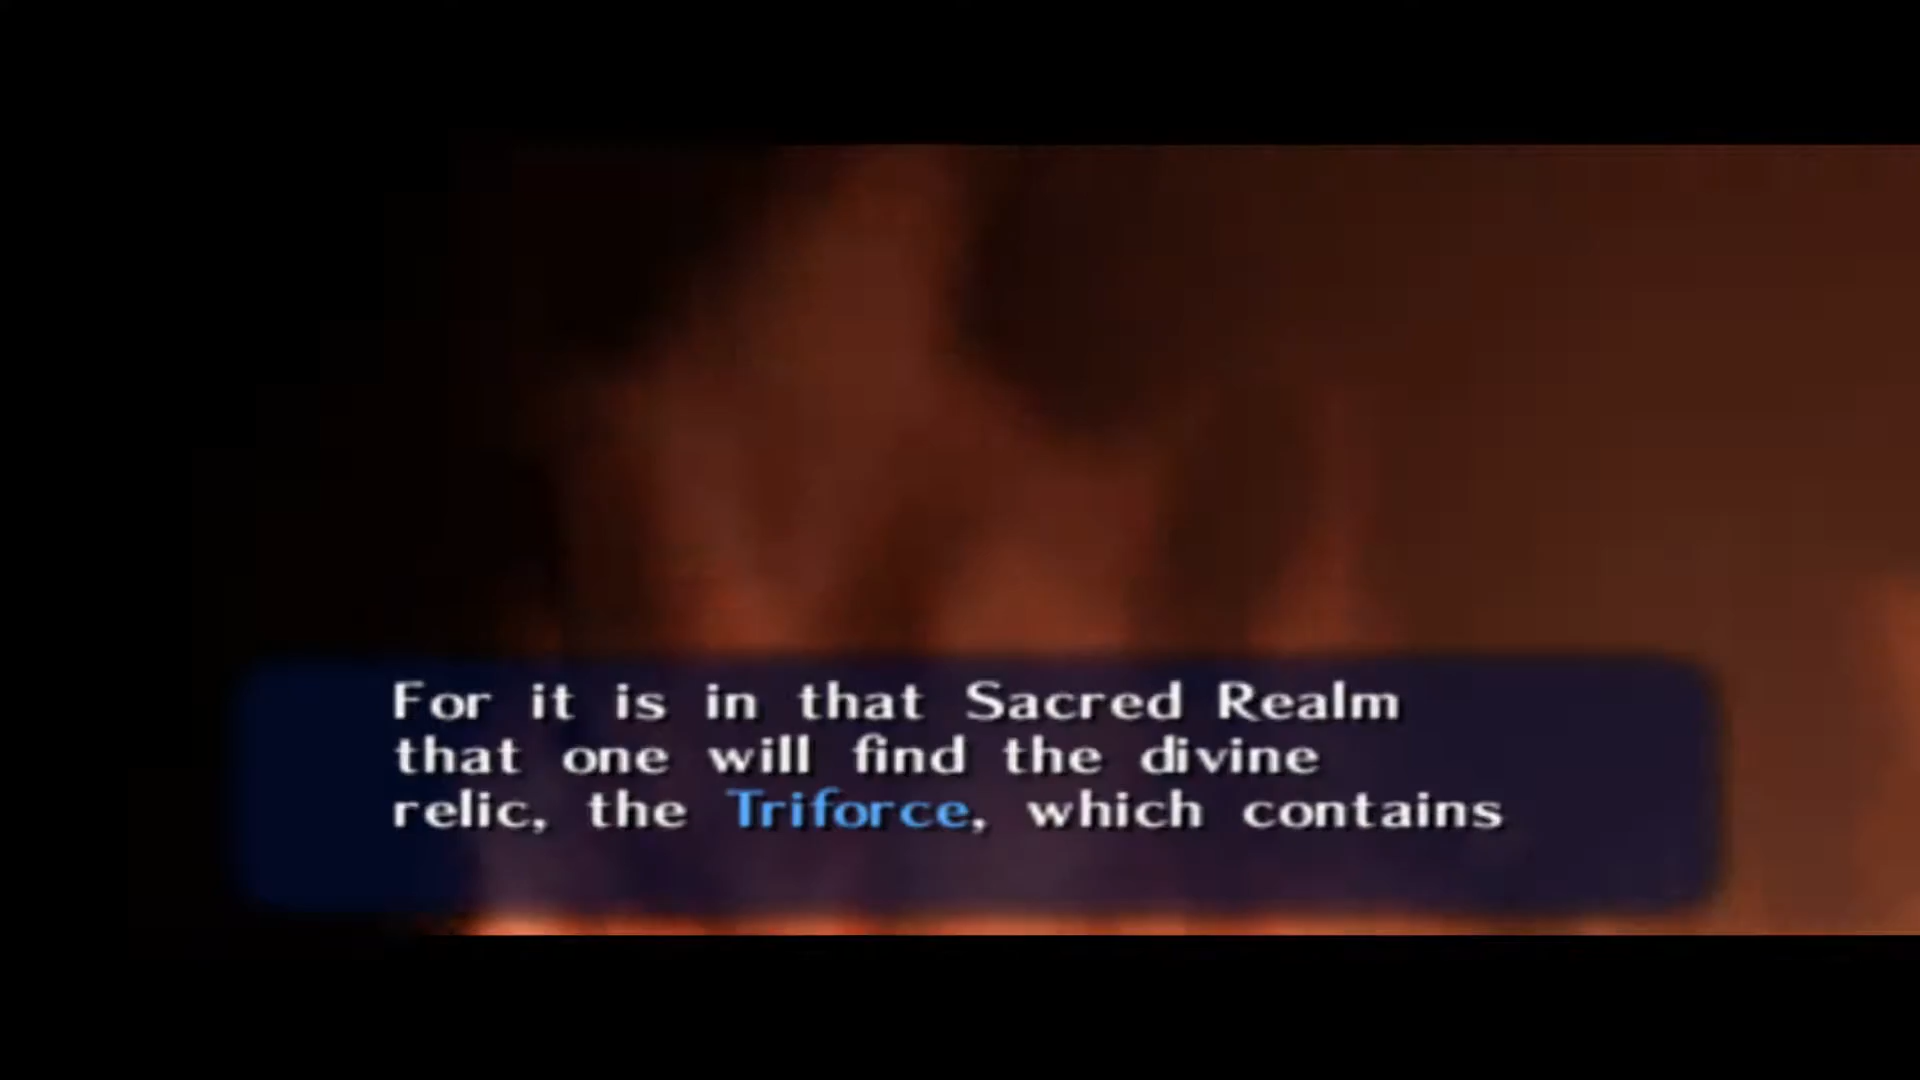 For it is in that Sacred Realm
that one will find the divine
relic, the Triforce, which contains